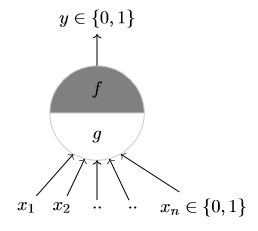 y ∈ {0, 1}
f
g
x₁ x₂ .. .. xₙ ∈ {0, 1}